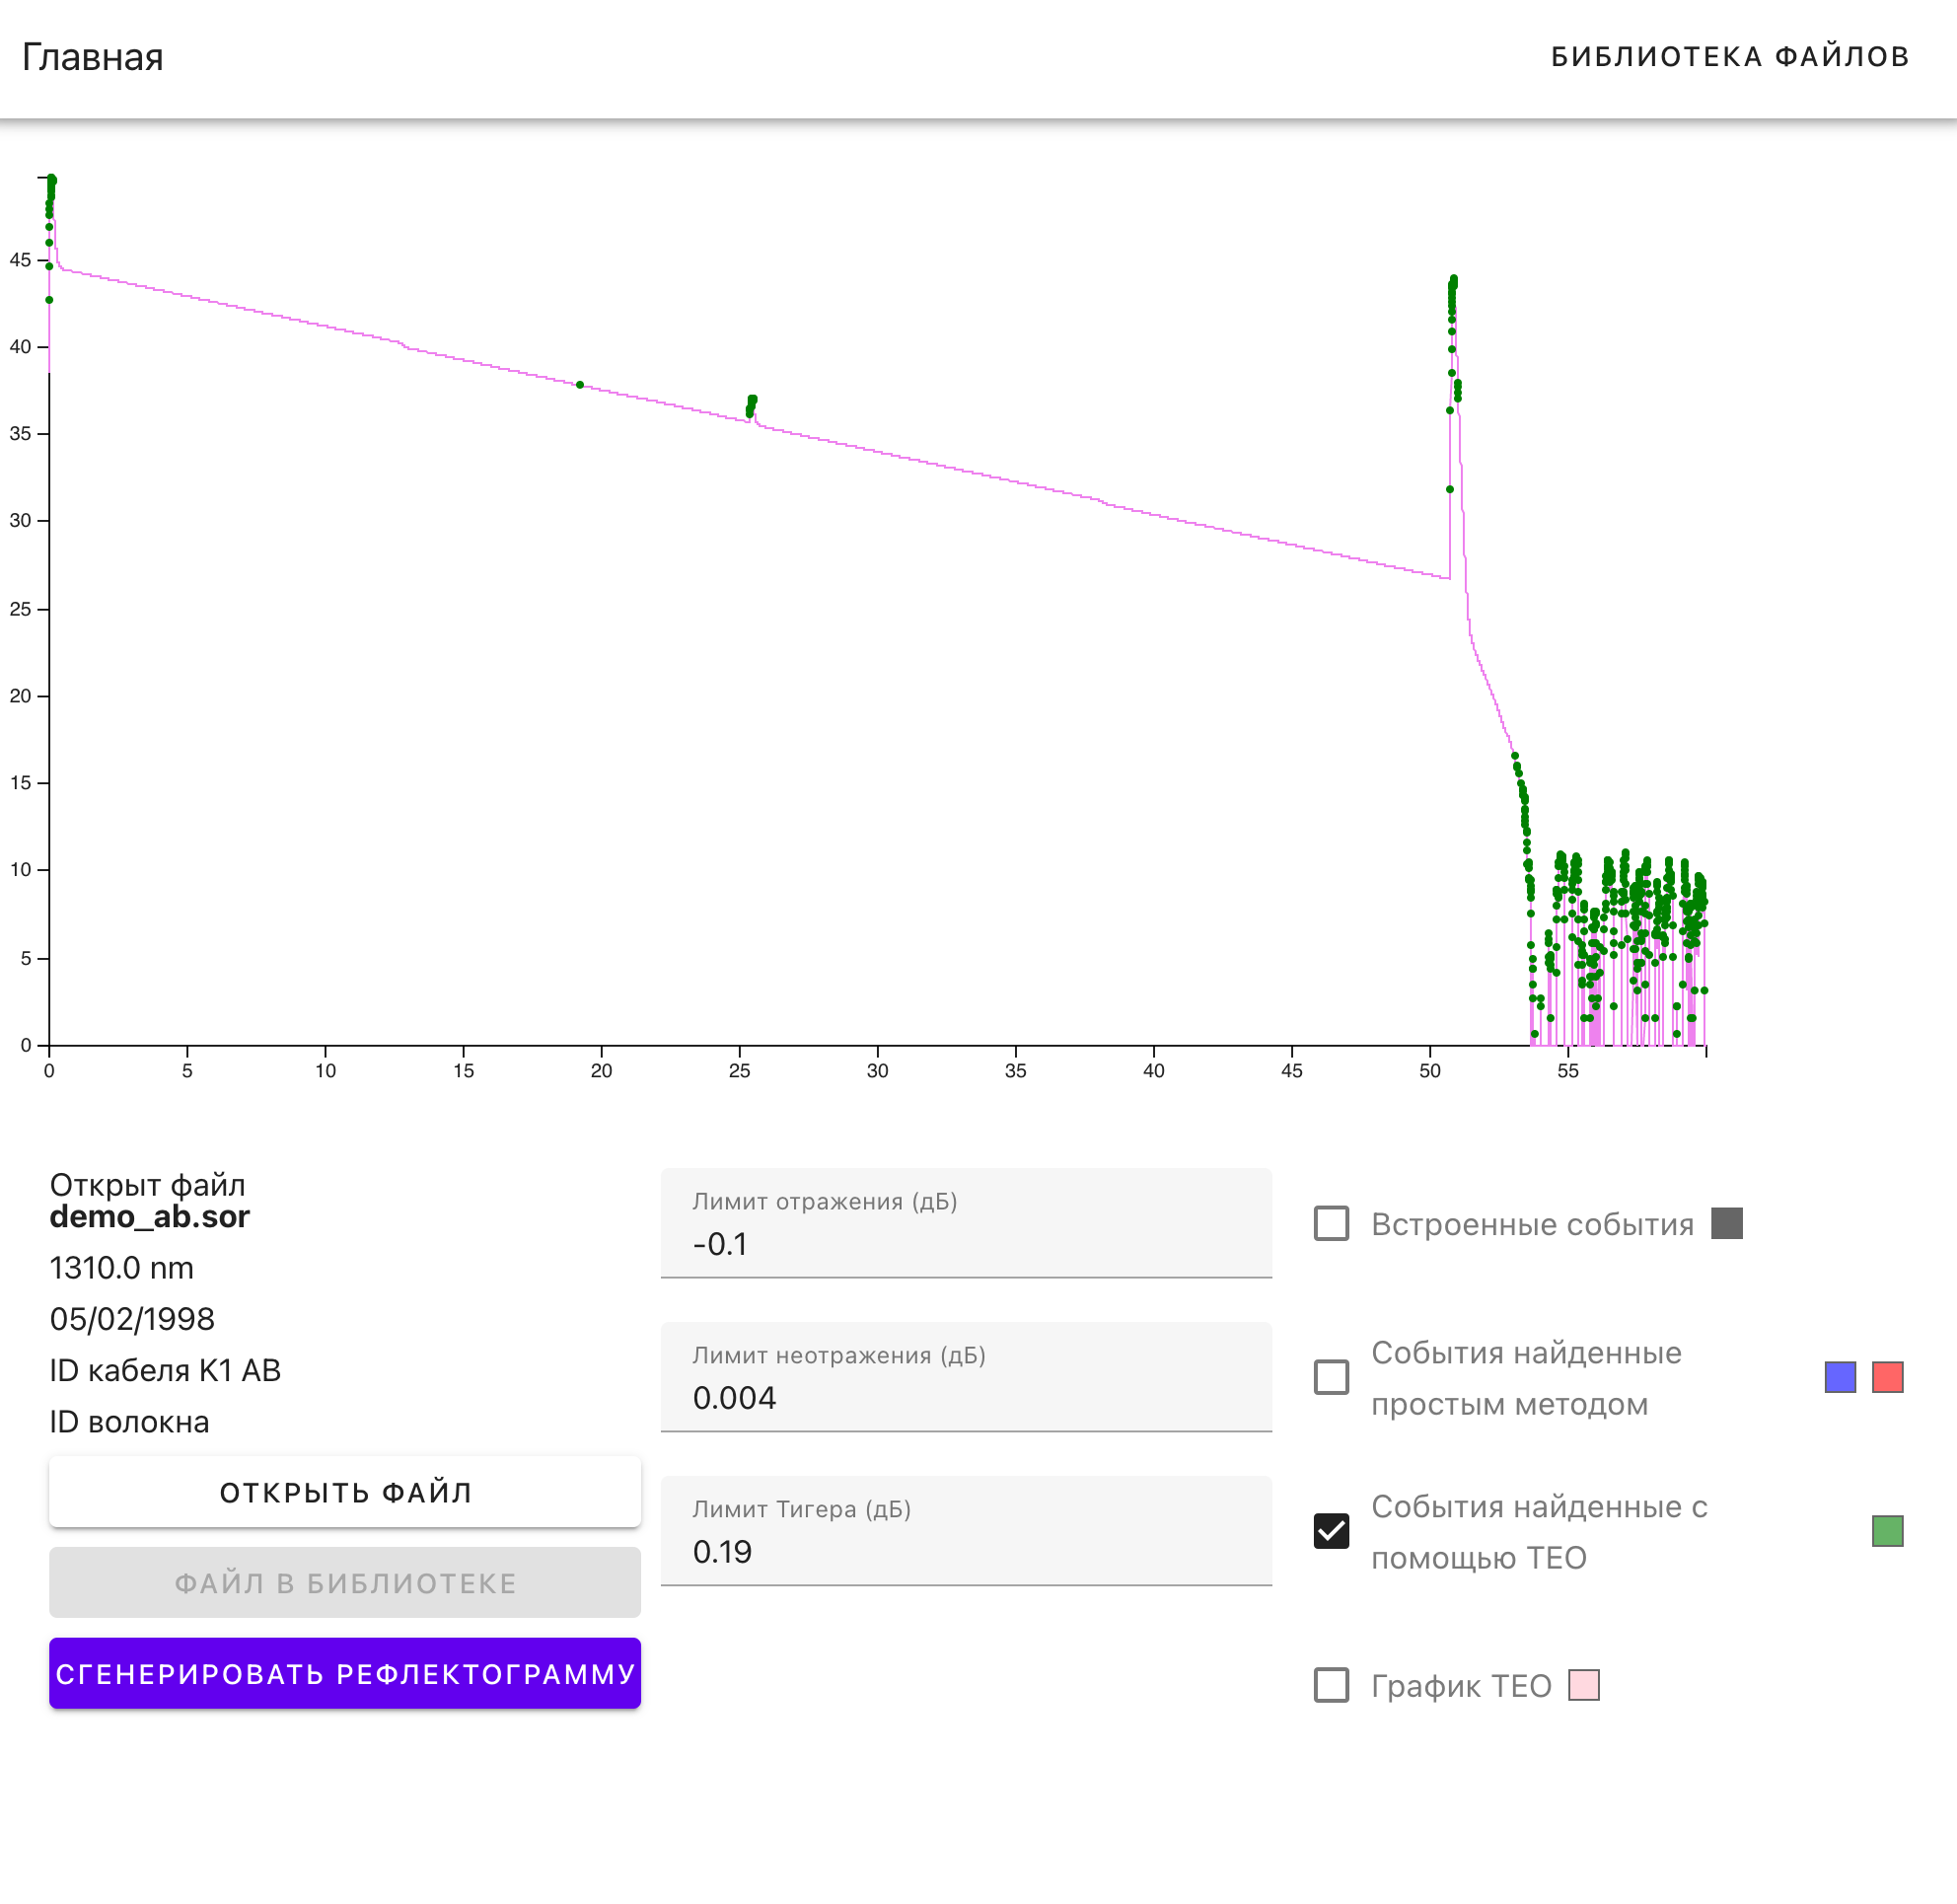 Главная
БИБЛИОТЕКА ФАЙЛОВ
45
40
35
30
25
20
15
10
5
0
0 5 10 15 20 25 30 35 40 45 50 55
Открыт файл
demo_ab.sor
1310.0 nm
05/02/1998
ID кабеля K1 AB
ID волокна
ОТКРЫТЬ ФАЙЛ
ФАЙЛ В БИБЛИОТЕКЕ
СГЕНЕРИРОВАТЬ РЕФЛЕКТОГРАММУ
Лимит отражения (дБ)
-0.1
Лимит неотражения (дБ)
0.004
Лимит Тигера (дБ)
0.19
Встроенные события
События найденные
простым методом
События найденные с
помощью ТЕО
График ТЕО